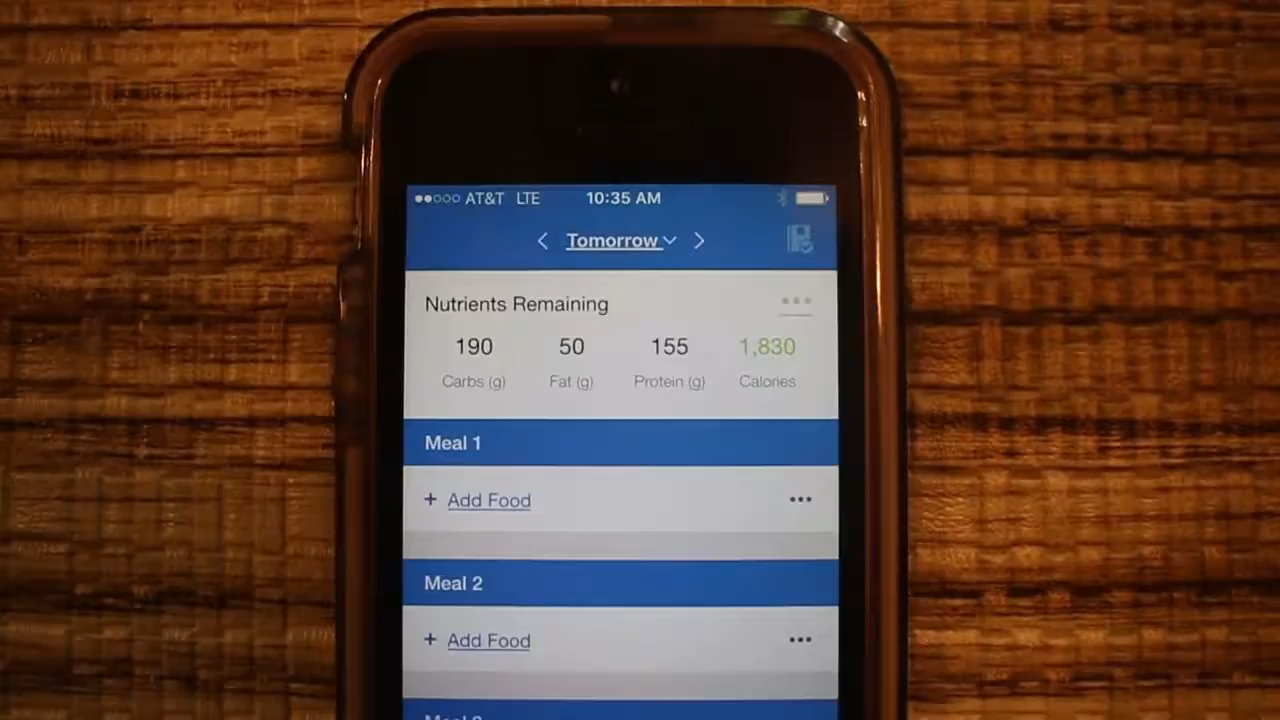 AT&T LTE 10:35 AM
Tomorrow
Nutrients Remaining
190 50 155 1,830
Carbs (g) Fat (g) Protein (g) Calories
Meal 1
+ Add Food
Meal 2
+ Add Food
Meal